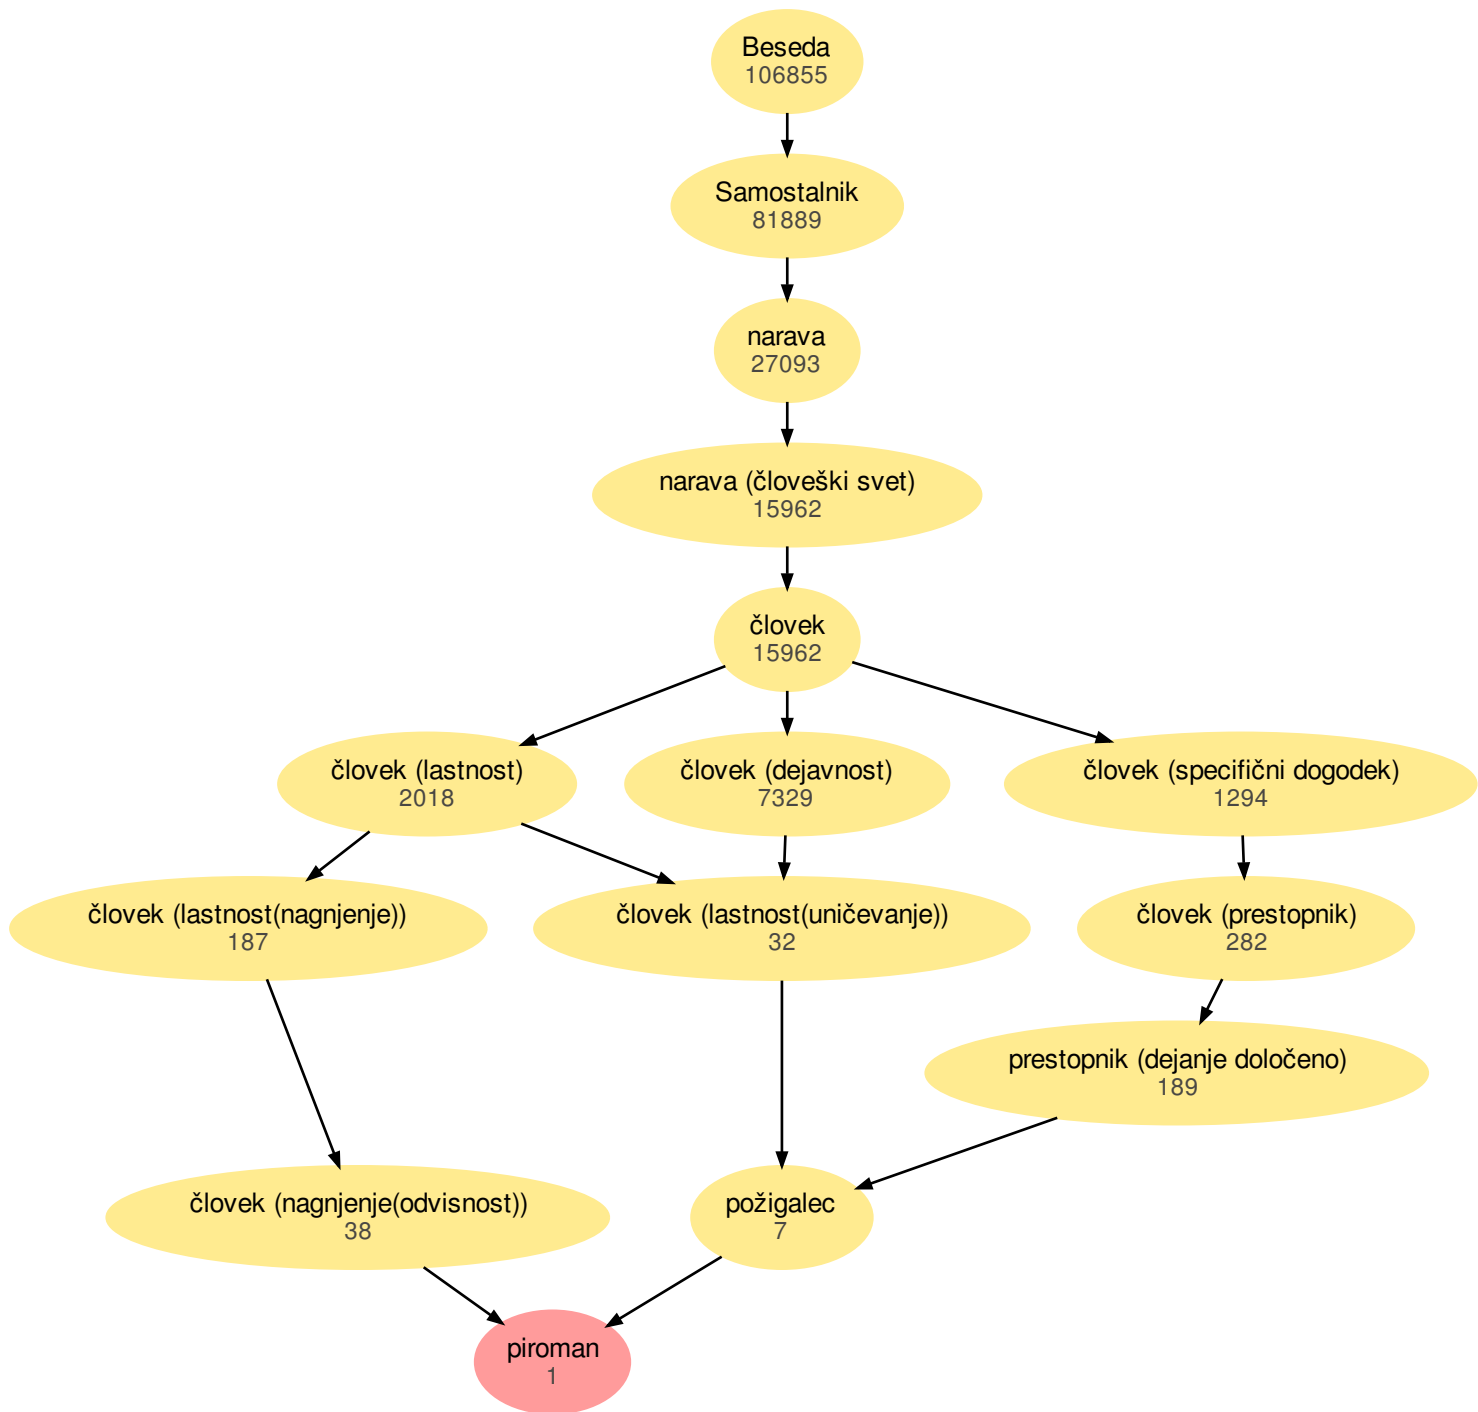 Beseda
106855
Samostalnik
81889
narava
27093
narava (človeški svet)
15962
človek
15962
človek (lastnost)
2018
človek (dejavnost)
7329
človek (specifični dogodek)
1294
človek (lastnost(nagnjenje))
187
človek (lastnost(uničevanje))
32
človek (prestopnik)
282
prestopnik (dejanje določeno)
189
človek (nagnjenje(odvisnost))
38
požigalec
7
piroman
1